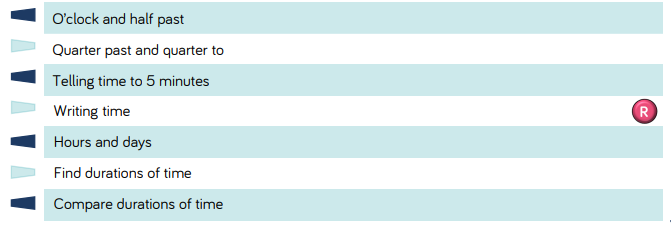 O'clock and half past
Quarter past and quarter to
Telling time to 5 minutes
Writing time R
Hours and days
Find durations of time
Compare durations of time